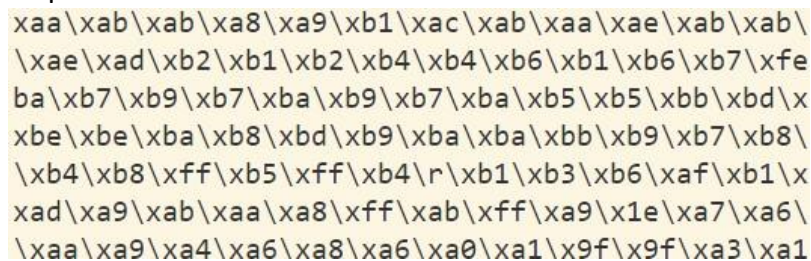 xaa\xab\xab\xa8\xa9\xb1\xac\xab\xaa\xae\xab\xab\
\xae\xad\xb2\xb1\xb2\xb4\xb4\xb6\xb1\xb6\xb7\xfe
ba\xb7\xb9\xb7\xba\xb9\xb7\xba\xb5\xb5\xbb\xbd\x
xbe\xbe\xba\xb8\xbd\xb9\xba\xba\xbb\xb9\xb7\xb8\
\xb4\xb8\xff\xb5\xff\xb4\r\xb1\xb3\xb6\xaf\xb1\x
xad\xa9\xab\xaa\xa8\xff\xab\xff\xa9\x1e\xa7\xa6\
\xaa\xa9\xa4\xa6\xa8\xa6\xa0\xa1\x9f\x9f\xa3\xa1